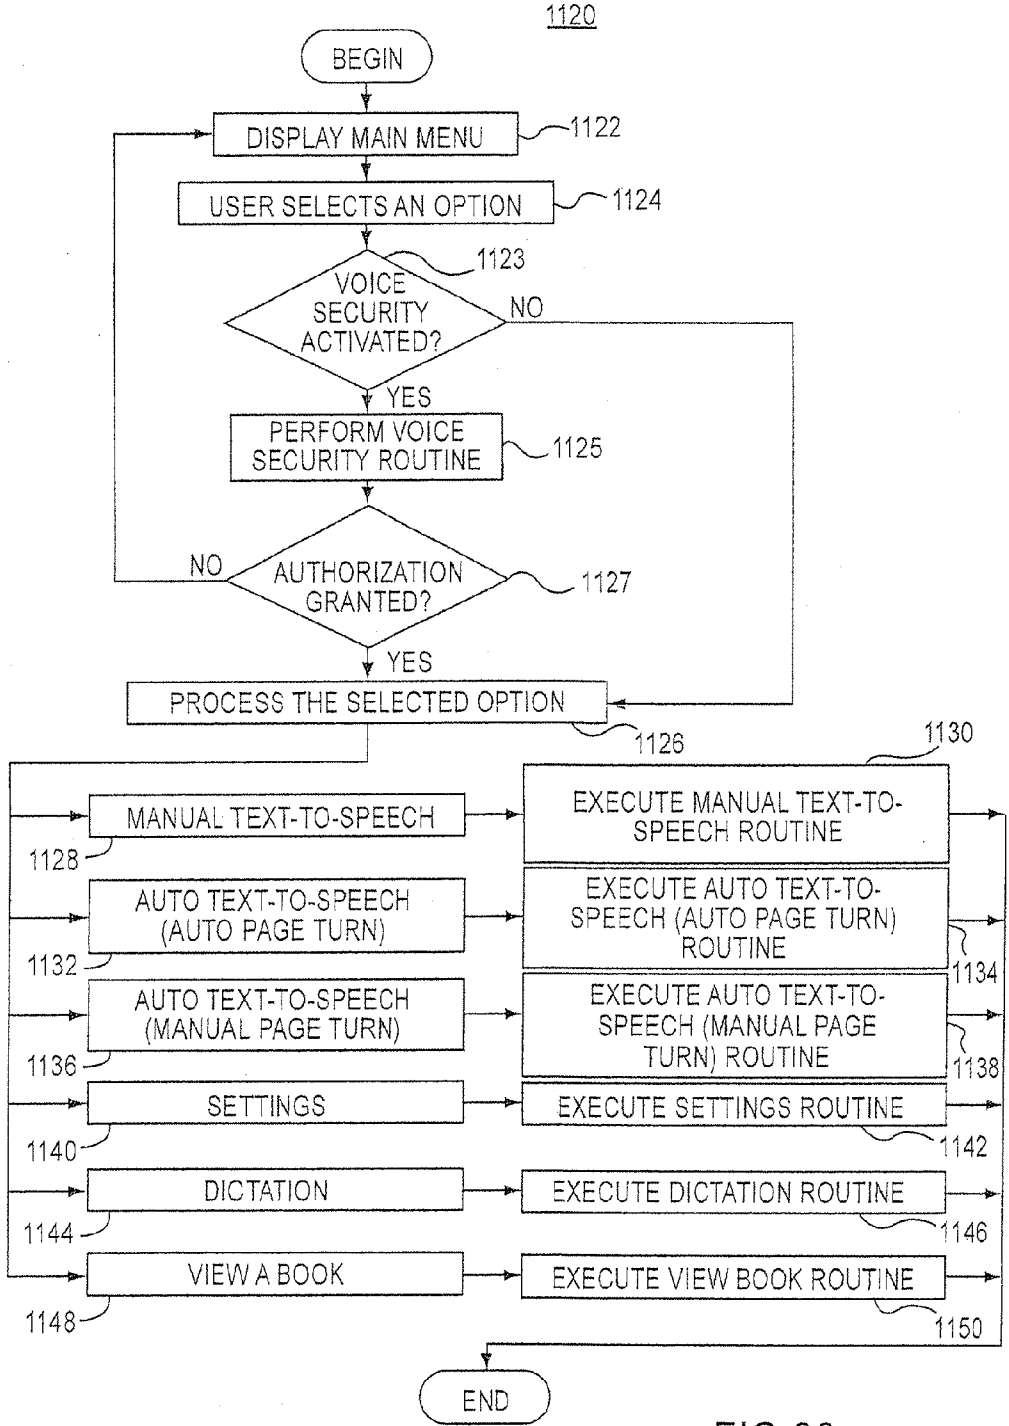 1120
BEGIN
DISPLAY MAIN MENU
1122
USER SELECTS AN OPTION
1124
1123
VOICE
SECURITY
ACTIVATED?
NO
YES
PERFORM VOICE
SECURITY ROUTINE
1125
NO
AUTHORIZATION
GRANTED?
1127
YES
PROCESS THE SELECTED OPTION
1126
1130
MANUAL TEXT-TO-SPEECH
1128
EXECUTE MANUAL TEXT-TO-
SPEECH ROUTINE
AUTO TEXT-TO-SPEECH
(AUTO PAGE TURN)
1132
EXECUTE AUTO TEXT-TO-
SPEECH (AUTO PAGE TURN)
ROUTINE
1134
AUTO TEXT-TO-SPEECH
(MANUAL PAGE TURN)
1136
EXECUTE AUTO TEXT-TO-
SPEECH (MANUAL PAGE
TURN) ROUTINE
1138
SETTINGS
1140
EXECUTE SETTINGS ROUTINE
1142
DICTATION
1144
EXECUTE DICTATION ROUTINE
1146
VIEW A BOOK
1148
EXECUTE VIEW BOOK ROUTINE
1150
END